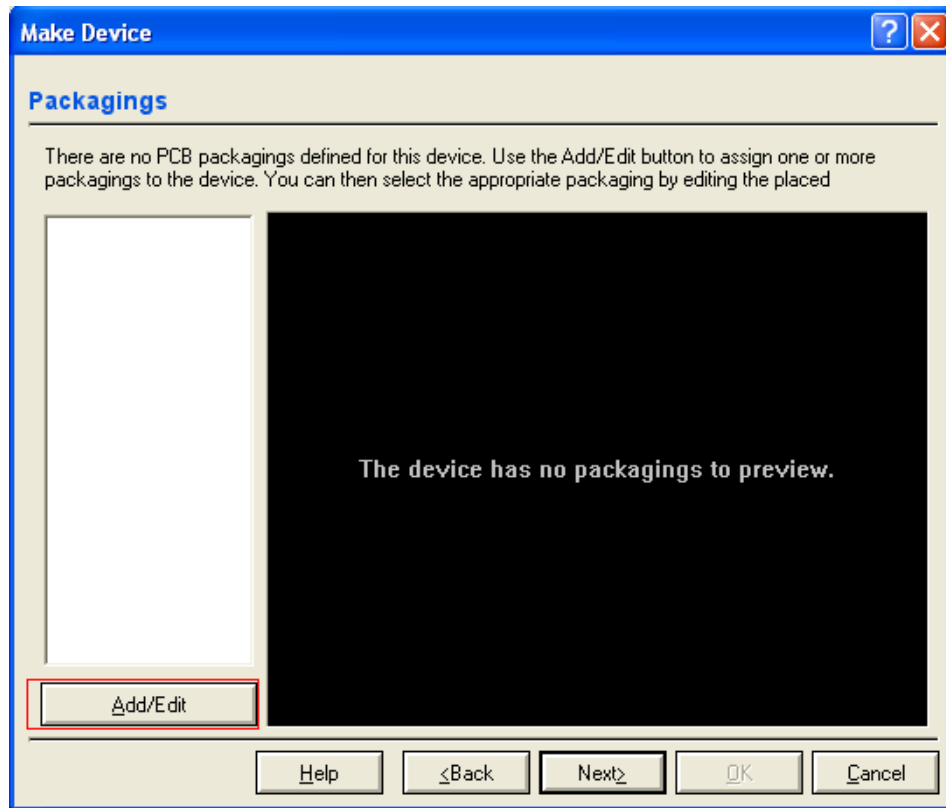 Make Device
Packagings
There are no PCB packagings defined for this device. Use the Add/Edit button to assign one or more
packagings to the device. You can then select the appropriate packaging by editing the placed
The device has no packagings to preview.
Add/Edit
Help
<Back
Next>
OK
Cancel